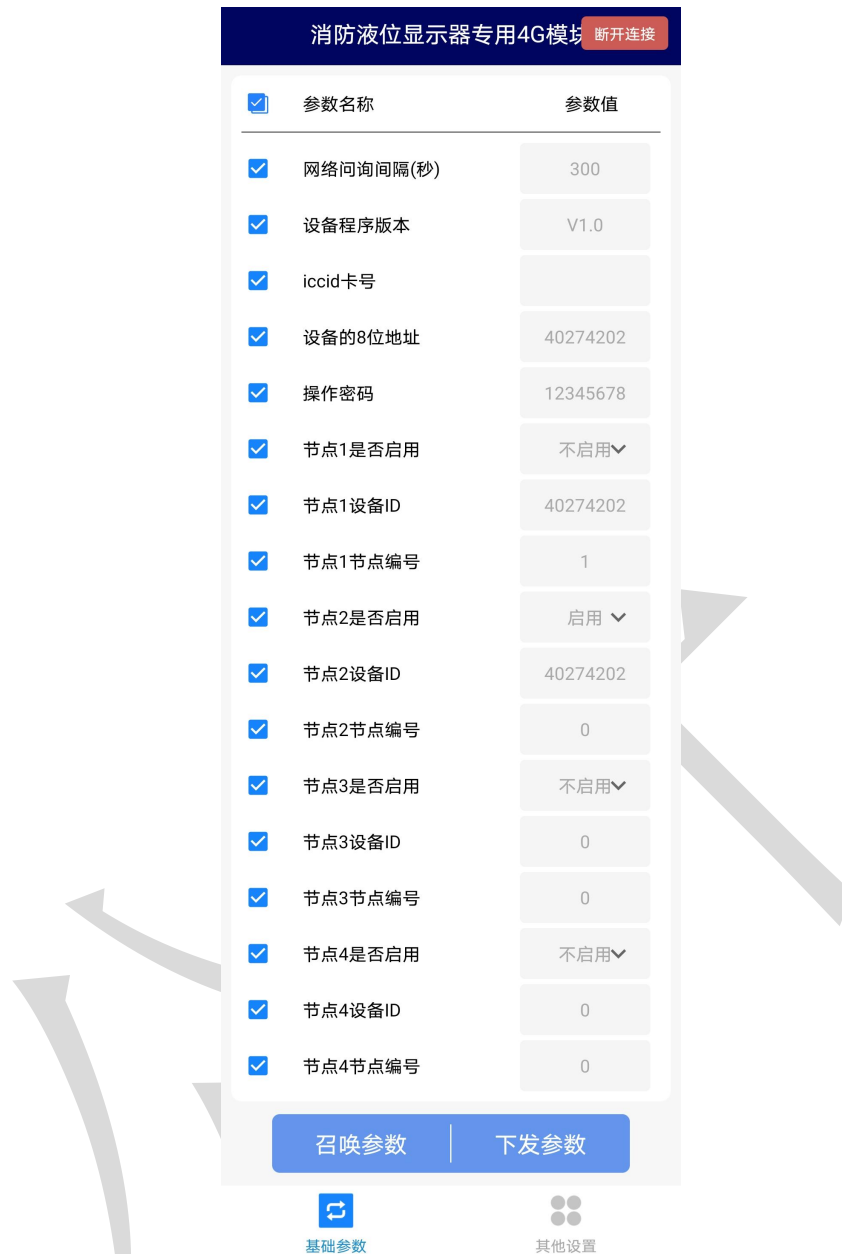 消防液位显示器专用4G模块 断开连接
参数名称 参数值
网络问询间隔(秒) 300
设备程序版本 V1.0
iccid卡号
设备的8位地址 40274202
操作密码 12345678
节点1是否启用 不启用
节点1设备ID 40274202
节点1节点编号 1
节点2是否启用 启用
节点2设备ID 40274202
节点2节点编号 0
节点3是否启用 不启用
节点3设备ID 0
节点3节点编号 0
节点4是否启用 不启用
节点4设备ID 0
节点4节点编号 0
召唤参数 下发参数
基础参数 其他设置